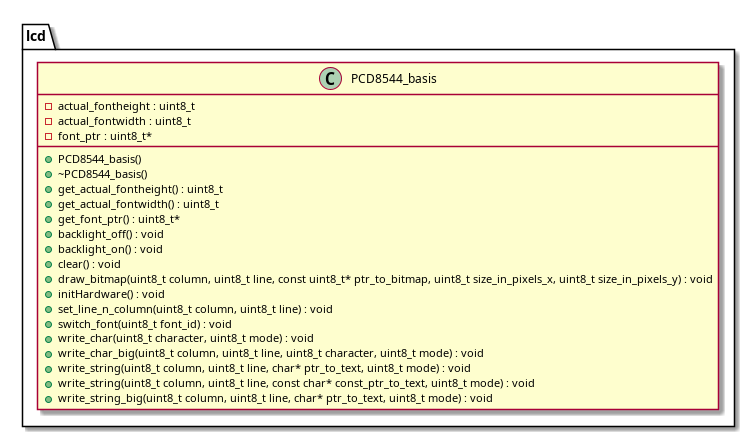 lcd
C PCD8544_basis
actual_fontheight : uint8_t
actual_fontwidth : uint8_t
font_ptr : uint8_t*
PCD8544_basis()
~PCD8544_basis()
get_actual_fontheight() : uint8_t
get_actual_fontwidth() : uint8_t
get_font_ptr() : uint8_t*
backlight_off() : void
backlight_on() : void
clear() : void
draw_bitmap(uint8_t column, uint8_t line, const uint8_t* ptr_to_bitmap, uint8_t size_in_pixels_x, uint8_t size_in_pixels_y) : void
initHardware() : void
set_line_n_column(uint8_t column, uint8_t line) : void
switch_font(uint8_t font_id) : void
write_char(uint8_t character, uint8_t mode) : void
write_char_big(uint8_t column, uint8_t line, uint8_t character, uint8_t mode) : void
write_string(uint8_t column, uint8_t line, char* ptr_to_text, uint8_t mode) : void
write_string(uint8_t column, uint8_t line, const char* const_ptr_to_text, uint8_t mode) : void
write_string_big(uint8_t column, uint8_t line, char* ptr_to_text, uint8_t mode) : void